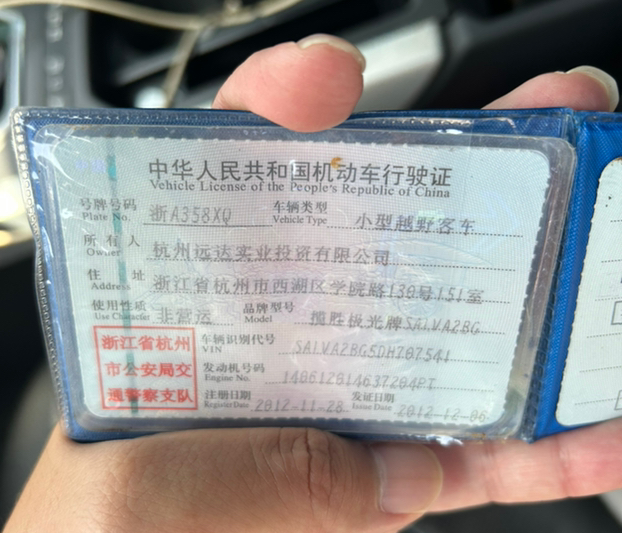 中华人民共和国机动车行驶证
Vehicle License of the People's Republic of China
号牌号码 浙A358XQ 车辆类型 小型越野客车
Plate No. Vehicle Type
所有人 杭州远达实业投资有限公司
Owner
住址 浙江省杭州市西湖区学院路130号151室
Address
使用性质 非营运 品牌型号 揽胜极光牌SALVA2BG
Use Character Model
浙江省杭州
市公安局交
通警察支队
车辆识别代号 SALVA2BG5DH787541
VIN
发动机号码
Engine No.
注册日期 2012-11-28 发证日期 2012-12-06
Register Date Issue Date